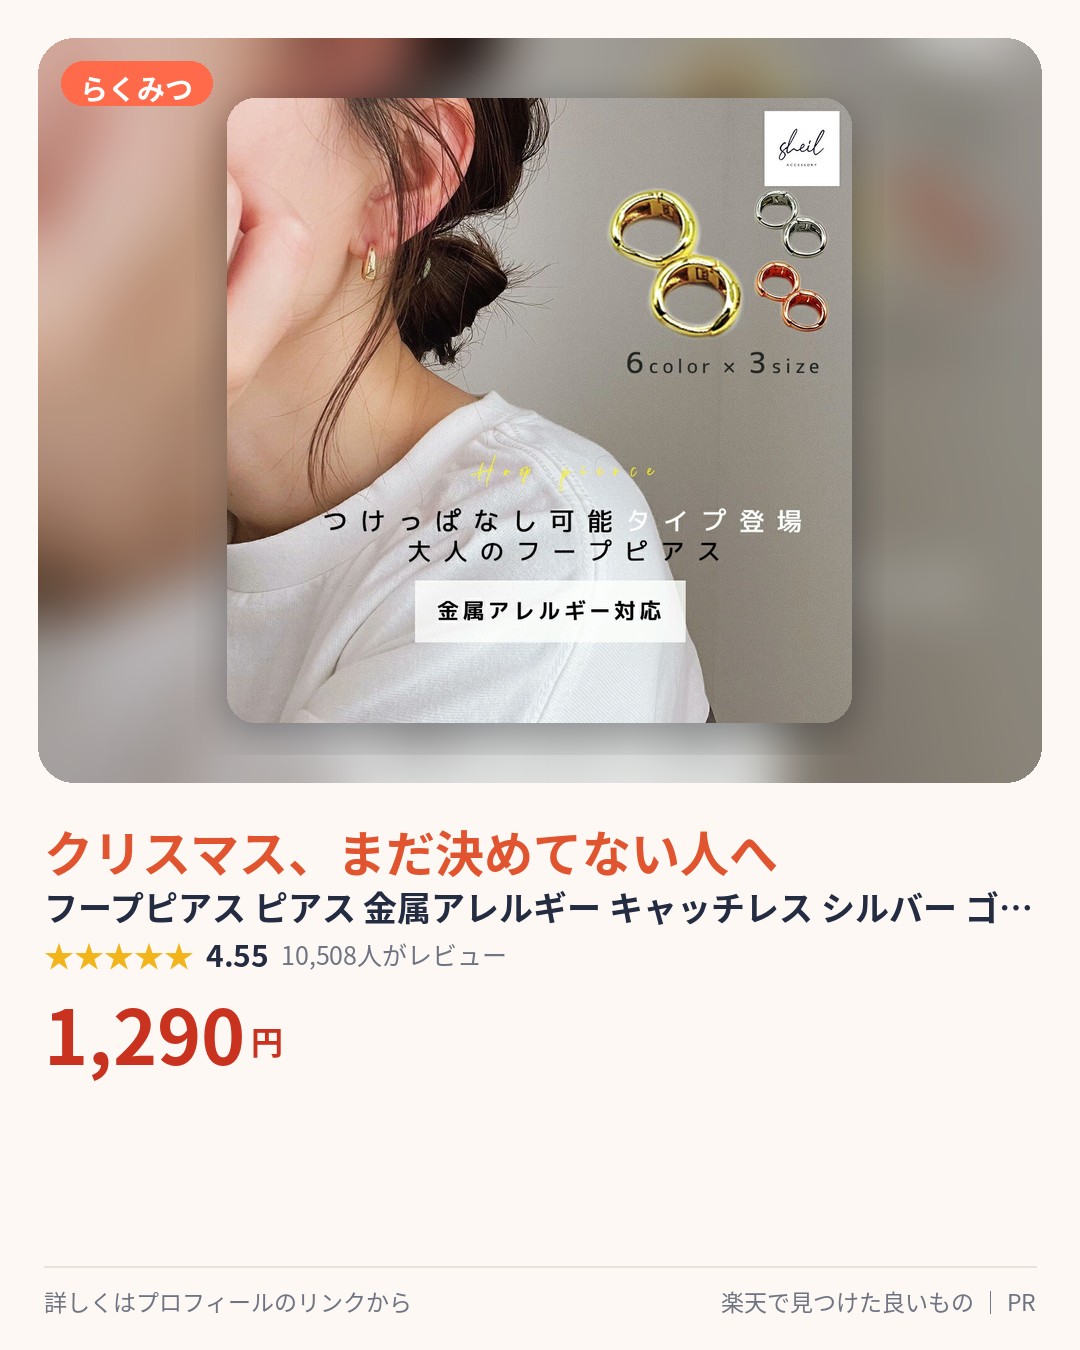 らくみつ
sheil
ACCESSORY
6color × 3size
Hug pierce
つけっぱなし可能タイプ登場
大人のフープピアス
金属アレルギー対応
クリスマス、まだ決めてない人へ
フープピアス ピアス 金属アレルギー キャッチレス シルバー ゴ…
★★★★★ 4.55 10,508人がレビュー
1,290円
詳しくはプロフィールのリンクから
楽天で見つけた良いもの｜PR